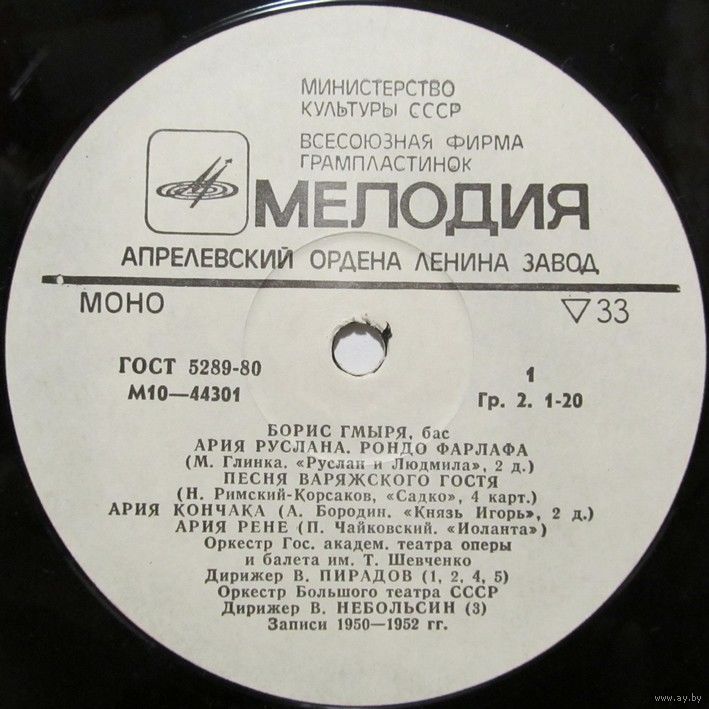 МИНИСТЕРСТВО
КУЛЬТУРЫ СССР
ВСЕСОЮЗНАЯ ФИРМА
ГРАМПЛАСТИНОК
МЕЛОДИЯ
АПРЕЛЕВСКИЙ ОРДЕНА ЛЕНИНА ЗАВОД
МОНО
▽33
ГОСТ 5289-80
М10—44301
1
Гр. 2. 1-20
БОРИС ГМЫРЯ, бас
АРИЯ РУСЛАНА. РОНДО ФАРЛАФА
(М. Глинка. «Руслан и Людмила», 2 д.)
ПЕСНЯ ВАРЯЖСКОГО ГОСТЯ
(Н. Римский-Корсаков, «Садко», 4 карт.)
АРИЯ КОНЧАКА (А. Бородин. «Князь Игорь», 2 д.)
АРИЯ РЕНЕ (П. Чайковский. «Иоланта»)
Оркестр Гос. академ. театра оперы
и балета им. Т. Шевченко
Дирижер В. ПИРАДОВ (1, 2, 4, 5)
Оркестр Большого театра СССР
Дирижер В. НЕБОЛЬСИН (3)
Записи 1950—1952 гг.
www.ay.by